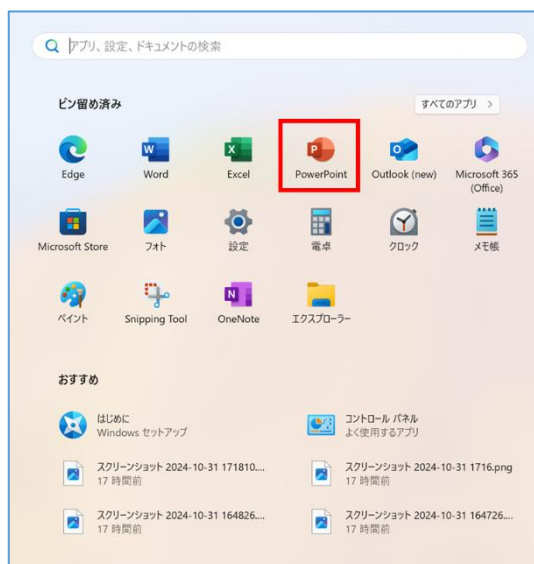 アプリ、設定、ドキュメントの検索
ピン留め済み
すべてのアプリ >
Edge
Word
Excel
PowerPoint
Outlook (new)
Microsoft 365
(Office)
Microsoft Store
フォト
設定
電卓
クロック
メモ帳
ペイント
Snipping Tool
OneNote
エクスプローラー
おすすめ
はじめに
Windows セットアップ
コントロール パネル
よく使用するアプリ
スクリーンショット 2024-10-31 171810....
17 時間前
スクリーンショット 2024-10-31 1716.png
17 時間前
スクリーンショット 2024-10-31 164826....
17 時間前
スクリーンショット 2024-10-31 164726....
17 時間前